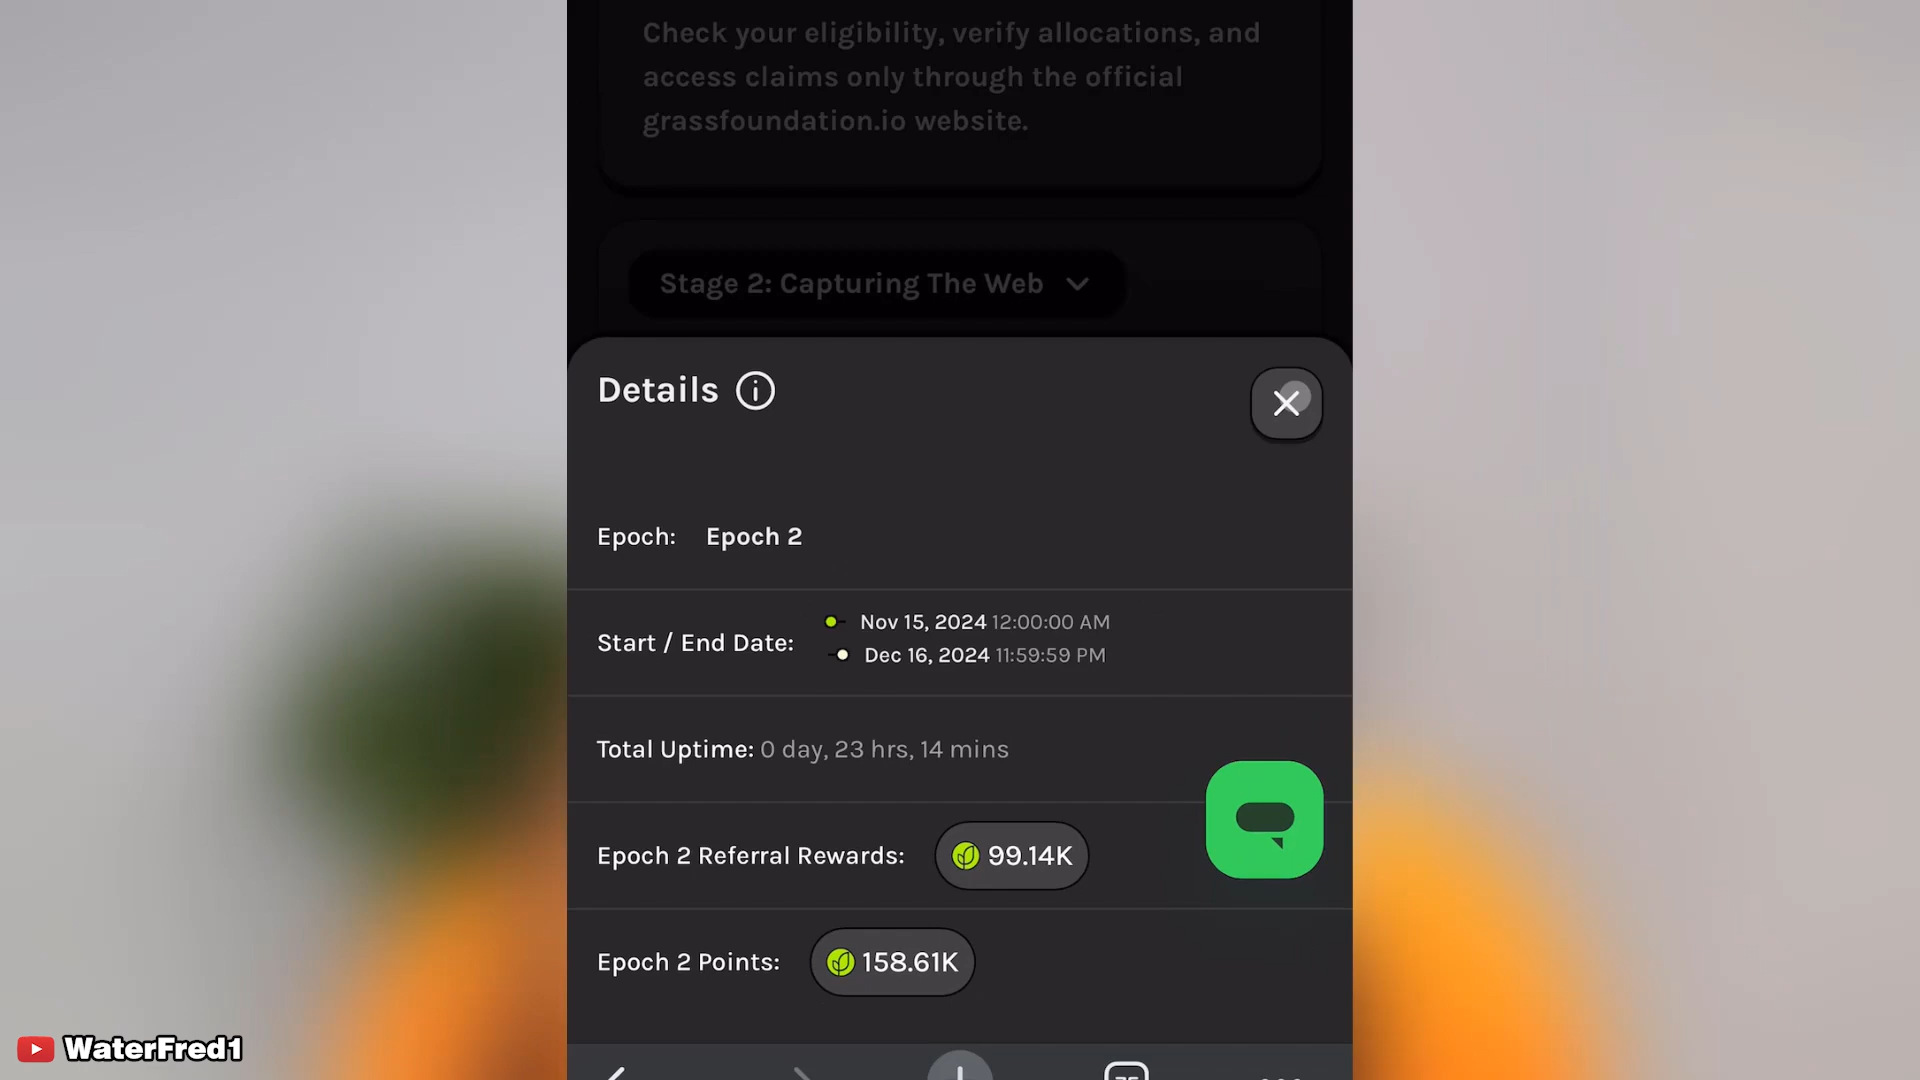 Check your eligibility, verify allocations, and
access claims only through the official
grassfoundation.io website.
Stage 2: Capturing The Web
Details
Epoch: Epoch 2
Start / End Date:
Nov 15, 2024 12:00:00 AM
Dec 16, 2024 11:59:59 PM
Total Uptime: 0 day, 23 hrs, 14 mins
Epoch 2 Referral Rewards: 99.14K
Epoch 2 Points: 158.61K
WaterFred1